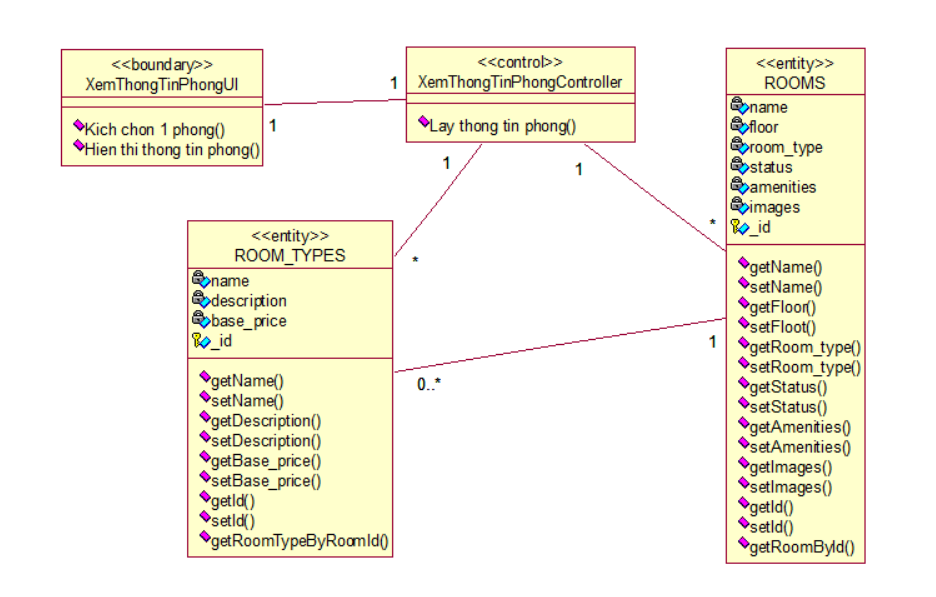 <<boundary>>
XemThongTinPhongUI
Kich chon 1 phong()
Hien thi thong tin phong()
1
1
<<control>>
XemThongTinPhongController
Lay thong tin phong()
1
*
1
*
<<entity>>
ROOM_TYPES
name
description
base_price
_id
getName()
setName()
getDescription()
setDescription()
getBase_price()
setBase_price()
getId()
setId()
getRoomTypeByRoomId()
0..*
1
<<entity>>
ROOMS
name
floor
room_type
status
amenities
images
_id
getName()
setName()
getFloor()
setFloot()
getRoom_type()
setRoom_type()
getStatus()
setStatus()
getAmenities()
setAmenities()
getImages()
setImages()
getId()
setId()
getRoomById()